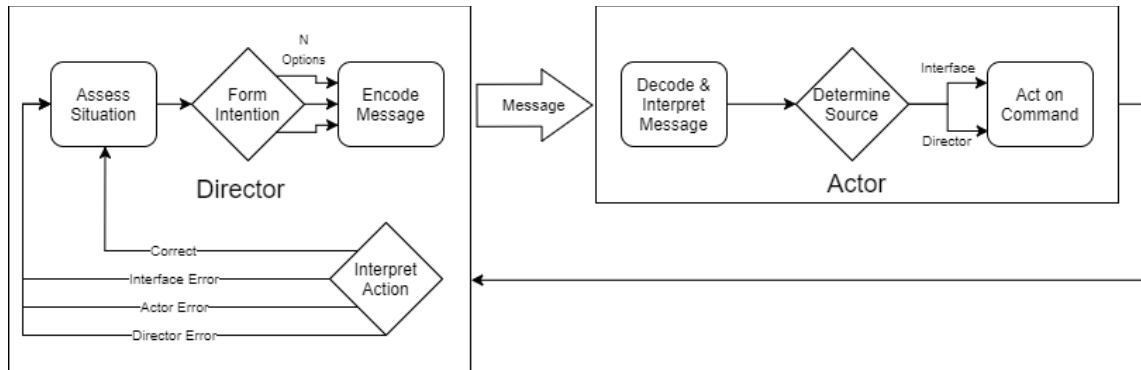 N
Options
Assess
Situation
Form
Intention
Encode
Message
Director
Correct
Interface Error
Actor Error
Director Error
Interpret
Action
Message
Decode &
Interpret
Message
Determine
Source
Interface
Director
Act on
Command
Actor